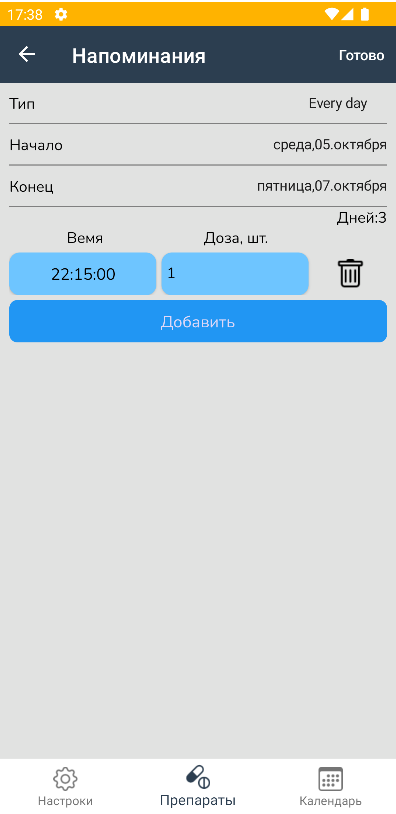 17:38
Напоминания
Готово
Тип
Every day
Начало
среда,05.октября
Конец
пятница,07.октября
Дней:3
Вемя
Доза, шт.
22:15:00
1
Добавить
Настроки
Препараты
Календарь